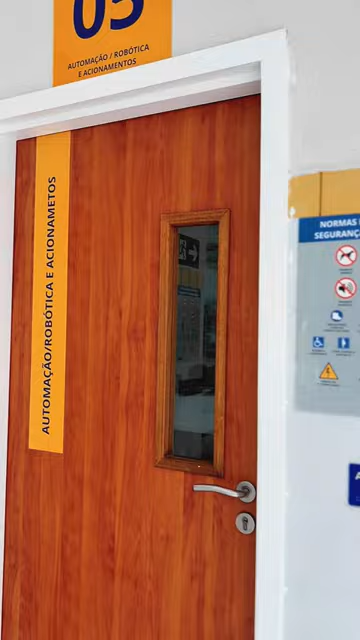 03
AUTOMAÇÃO / ROBÓTICA
E ACIONAMENTOS
AUTOMAÇÃO/ROBÓTICA E ACIONAMETOS
NORMAS
SEGURANÇ